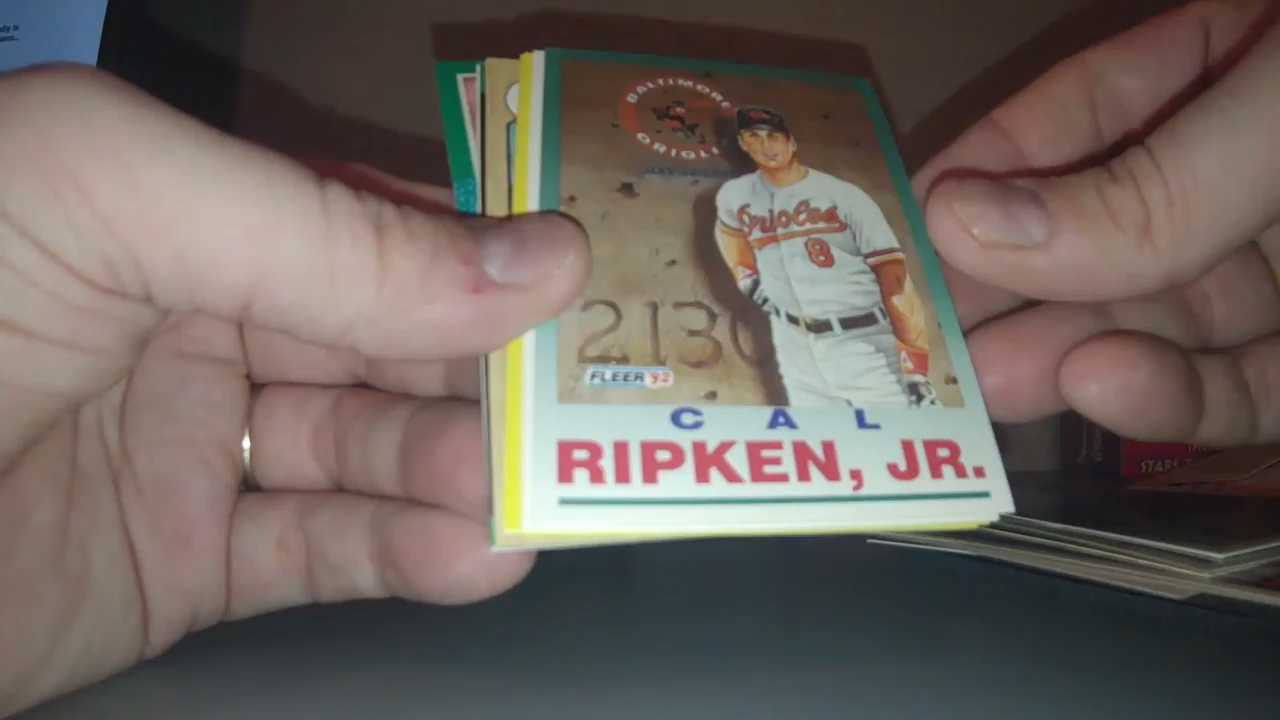 BALTIMORE
ORIOLES
Orioles
8
2130
FLEER '92
CAL
RIPKEN, JR.
STARS